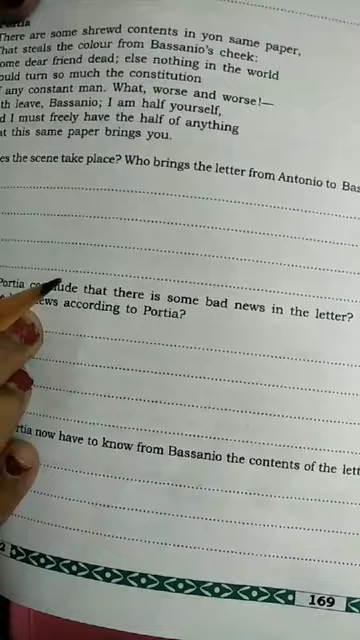 Portia
There are some shrewd contents in yon same paper,
That steals the colour from Bassanio's cheek:
ome dear friend dead; else nothing in the world
ould turn so much the constitution
any constant man. What, worse and worse!—
th leave, Bassanio; I am half yourself,
d I must freely have the half of anything
at this same paper brings you.
es the scene take place? Who brings the letter from Antonio to Bas
Portia conclude that there is some bad news in the letter?
news according to Portia?
rtia now have to know from Bassanio the contents of the lett
2
169